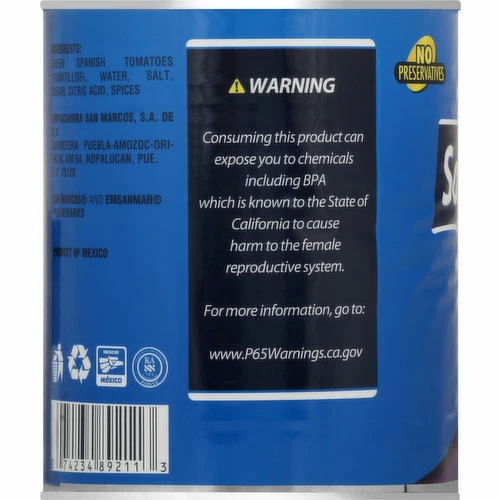 INGREDIENTS:
GREEN SPANISH TOMATOES
(TOMATILLOS), WATER, SALT,
SUGAR, CITRIC ACID, SPICES
EMPACADORA SAN MARCOS, S.A. DE
C.V.
CARRETERA PUEBLA-AMOZOC-ORI-
KM 54, NOPALUCAN, PUE.
C.P. 75120
SAN MARCOS® AND EMSANMAR®
TRADEMARKS
PRODUCT OF MEXICO
HECHO EN
MÉXICO
KA
74234 89211 3
WARNING
Consuming this product can
expose you to chemicals
including BPA
which is known to the State of
California to cause
harm to the female
reproductive system.
For more information, go to:
www.P65Warnings.ca.gov
NO
PRESERVATIVES